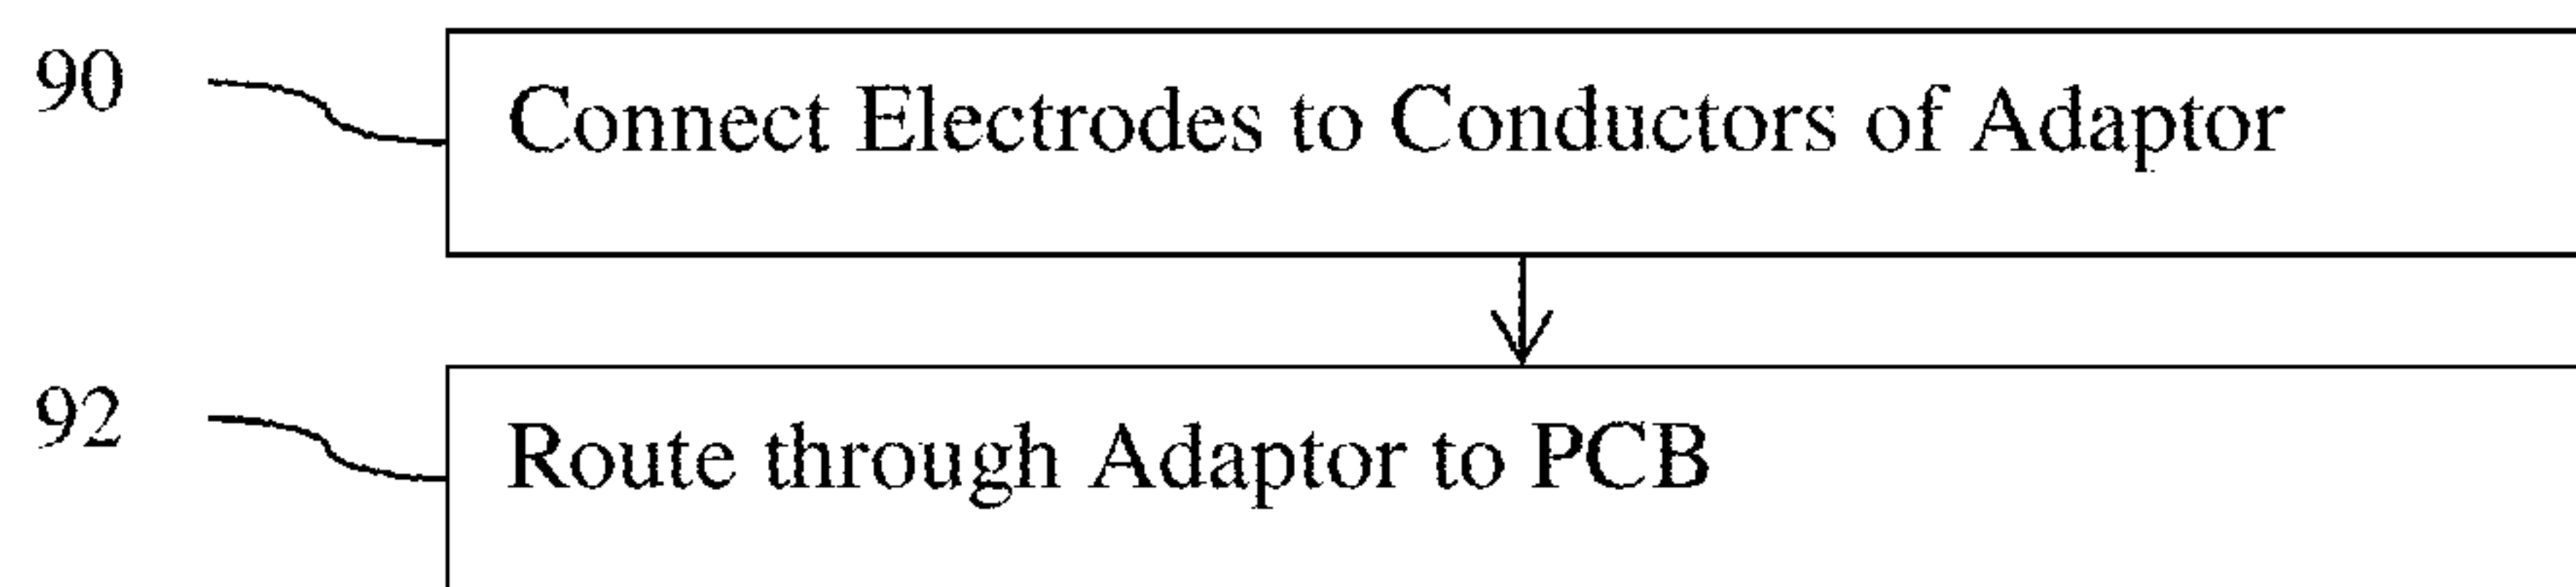 90 Connect Electrodes to Conductors of Adaptor
92 Route through Adaptor to PCB